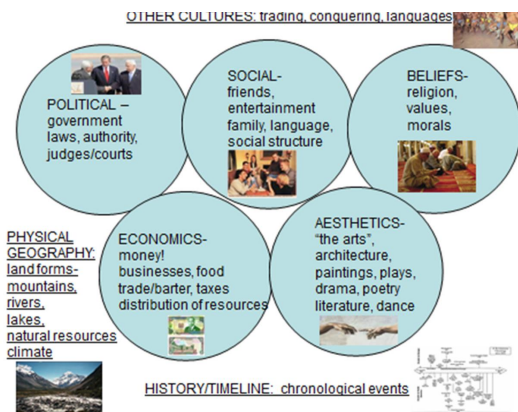 OTHER CULTURES: trading, conquering, languages
POLITICAL –
government
laws, authority,
judges/courts
SOCIAL-
friends,
entertainment
family, language,
social structure
BELIEFS-
religion,
values,
morals
PHYSICAL
GEOGRAPHY:
land forms-
mountains,
rivers,
lakes,
natural resources
climate
ECONOMICS-
money!
businesses, food
trade/barter, taxes
distribution of resources
AESTHETICS-
“the arts”,
architecture,
paintings, plays,
drama, poetry
literature, dance
HISTORY/TIMELINE: chronological events